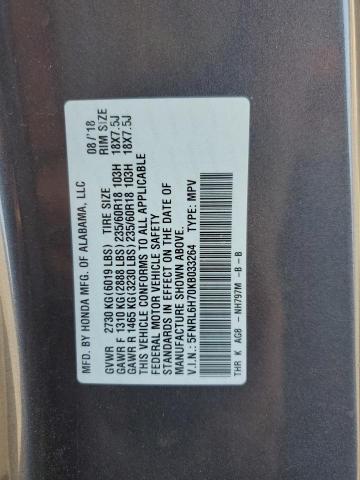 MFD. BY HONDA MFG. OF ALABAMA, LLC 08/'18
TIRE SIZE RIM SIZE
GVWR 2730 KG(6019 LBS)
GAWR F 1310 KG(2888 LBS) 235/60R18 103H 18X7.5J
GAWR R 1465 KG(3230 LBS) 235/60R18 103H 18X7.5J
THIS VEHICLE CONFORMS TO ALL APPLICABLE
FEDERAL MOTOR VEHICLE SAFETY
STANDARDS IN EFFECT ON THE DATE OF
MANUFACTURE SHOWN ABOVE.
V.I.N.: 5FNRL6H70KB033264 TYPE: MPV
THR K AGB - NH797M - B - B